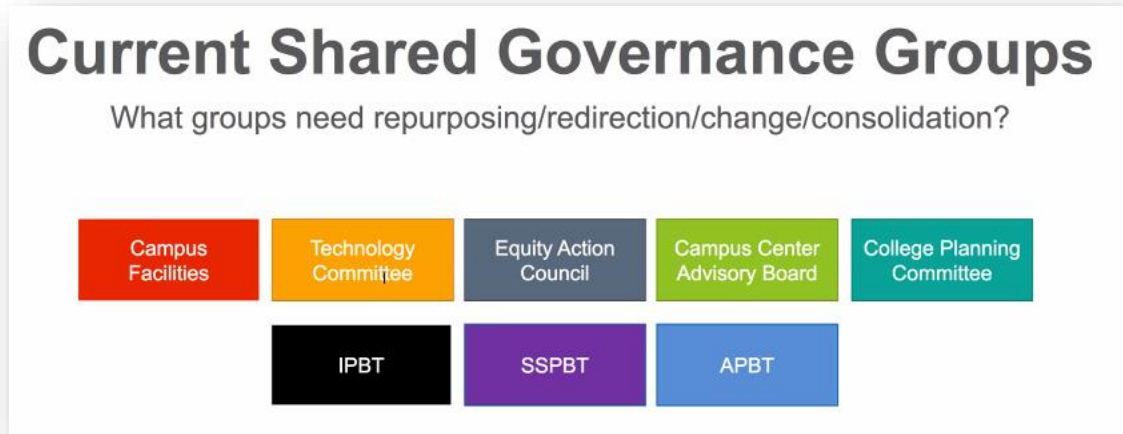 Current Shared Governance Groups
What groups need repurposing/redirection/change/consolidation?
Campus
Facilities
Technology
Committee
Equity Action
Council
Campus Center
Advisory Board
College Planning
Committee
IPBT
SSPBT
APBT